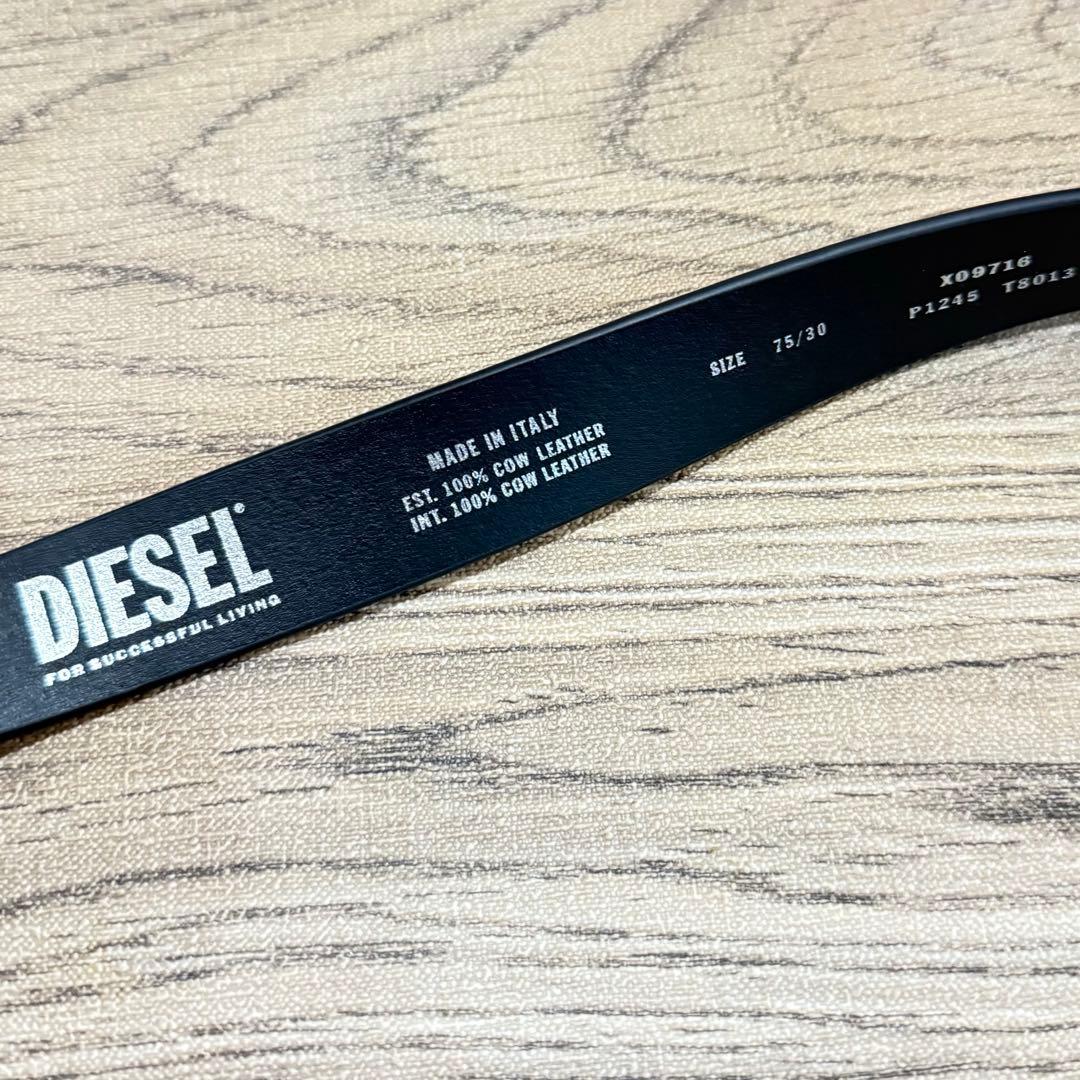 DIESEL®
FOR SUCCESSFUL LIVING
MADE IN ITALY
EST. 100% COW LEATHER
INT. 100% COW LEATHER
SIZE 75/30
X09716
P1245 T8013